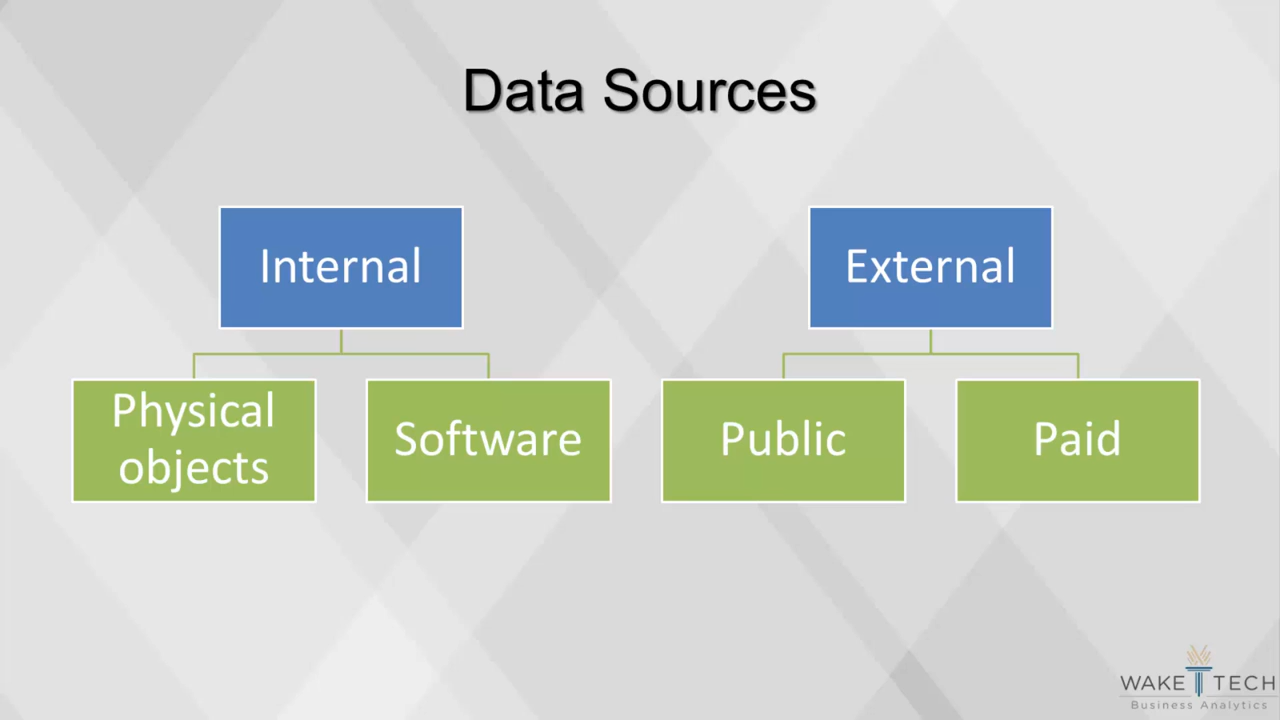 Data Sources
Internal
External
Physical
objects
Software
Public
Paid
WAKE TECH
Business Analytics